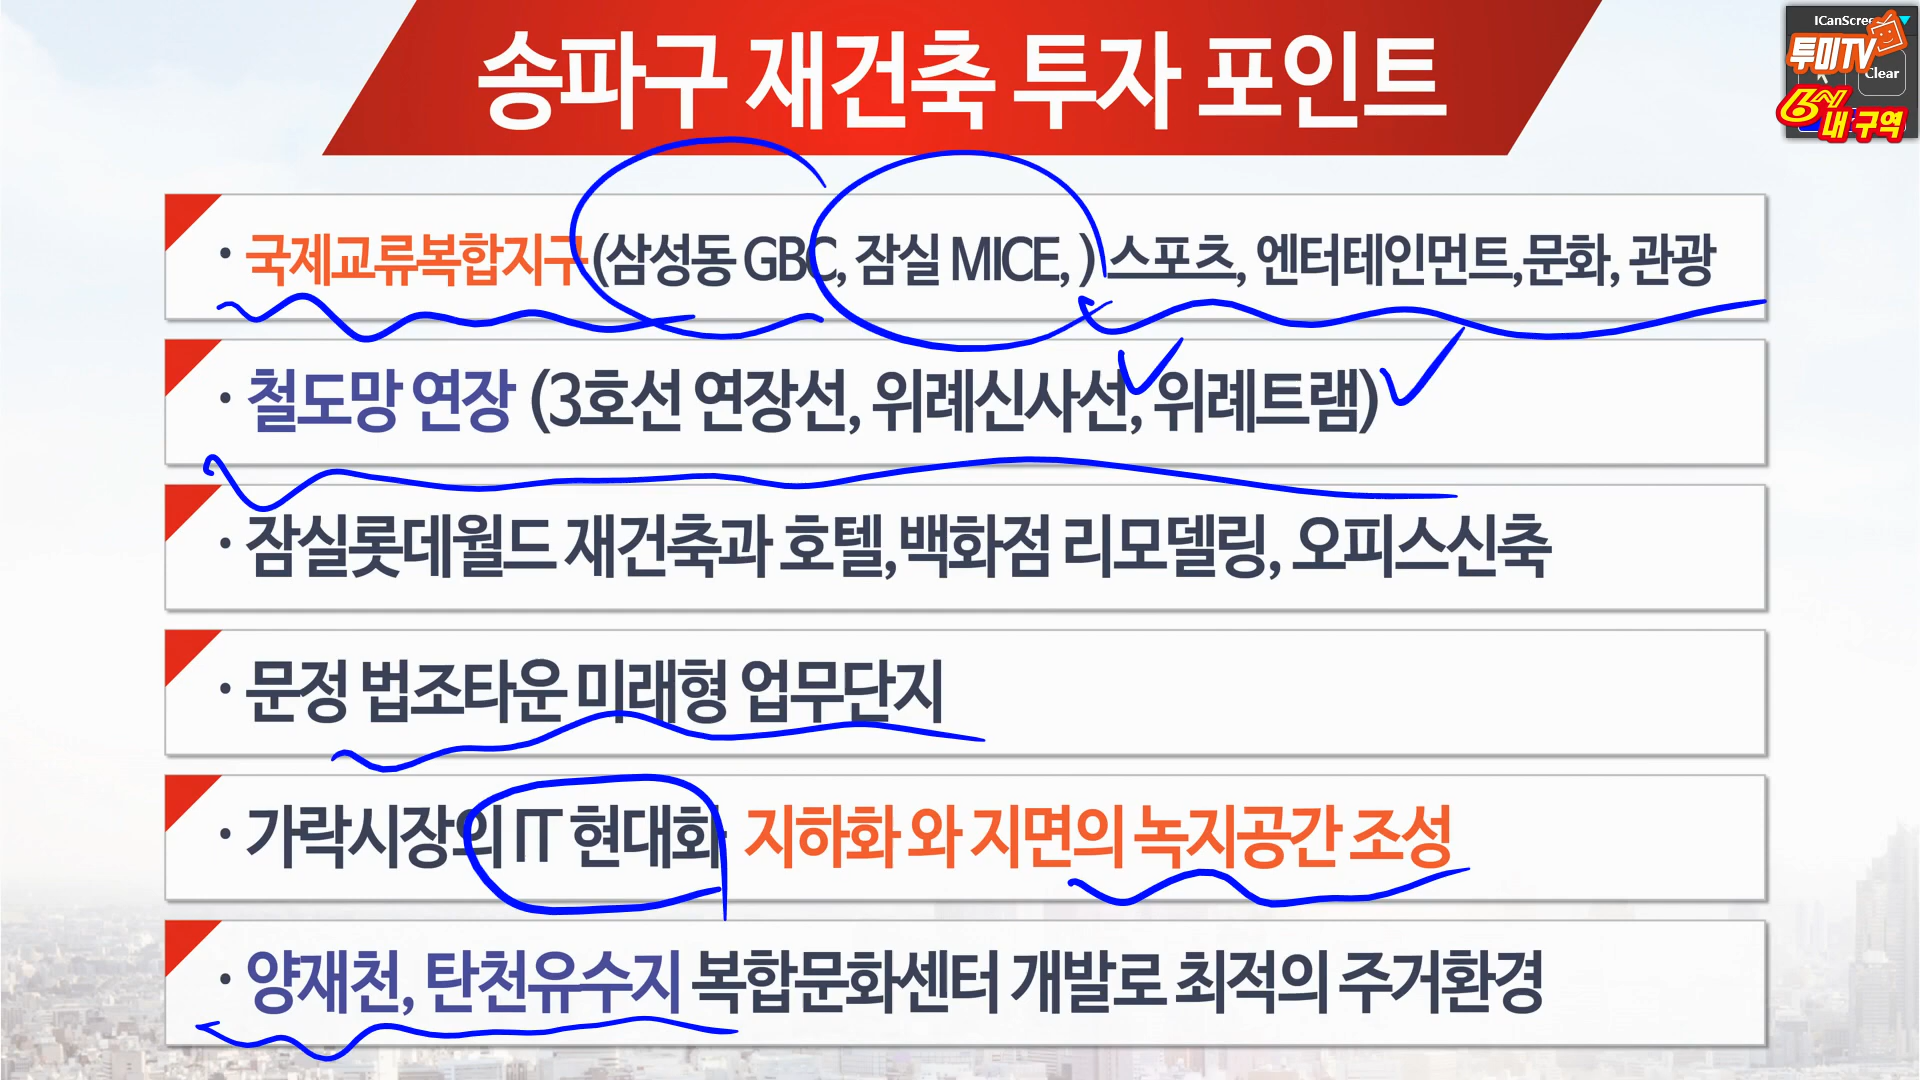 송파구 재건축 투자 포인트
ICanScree
투미TV
Clear
6~
내 구역
· 국제교류복합지구(삼성동 GBC, 잠실 MICE, ) 스포츠, 엔터테인먼트,문화, 관광
· 철도망 연장 (3호선 연장선, 위례신사선, 위례트램)
· 잠실롯데월드 재건축과 호텔,백화점 리모델링, 오피스신축
· 문정 법조타운 미래형 업무단지
· 가락시장의 IT 현대화 지하화 와 지면의 녹지공간 조성
· 양재천, 탄천유수지 복합문화센터 개발로 최적의 주거환경